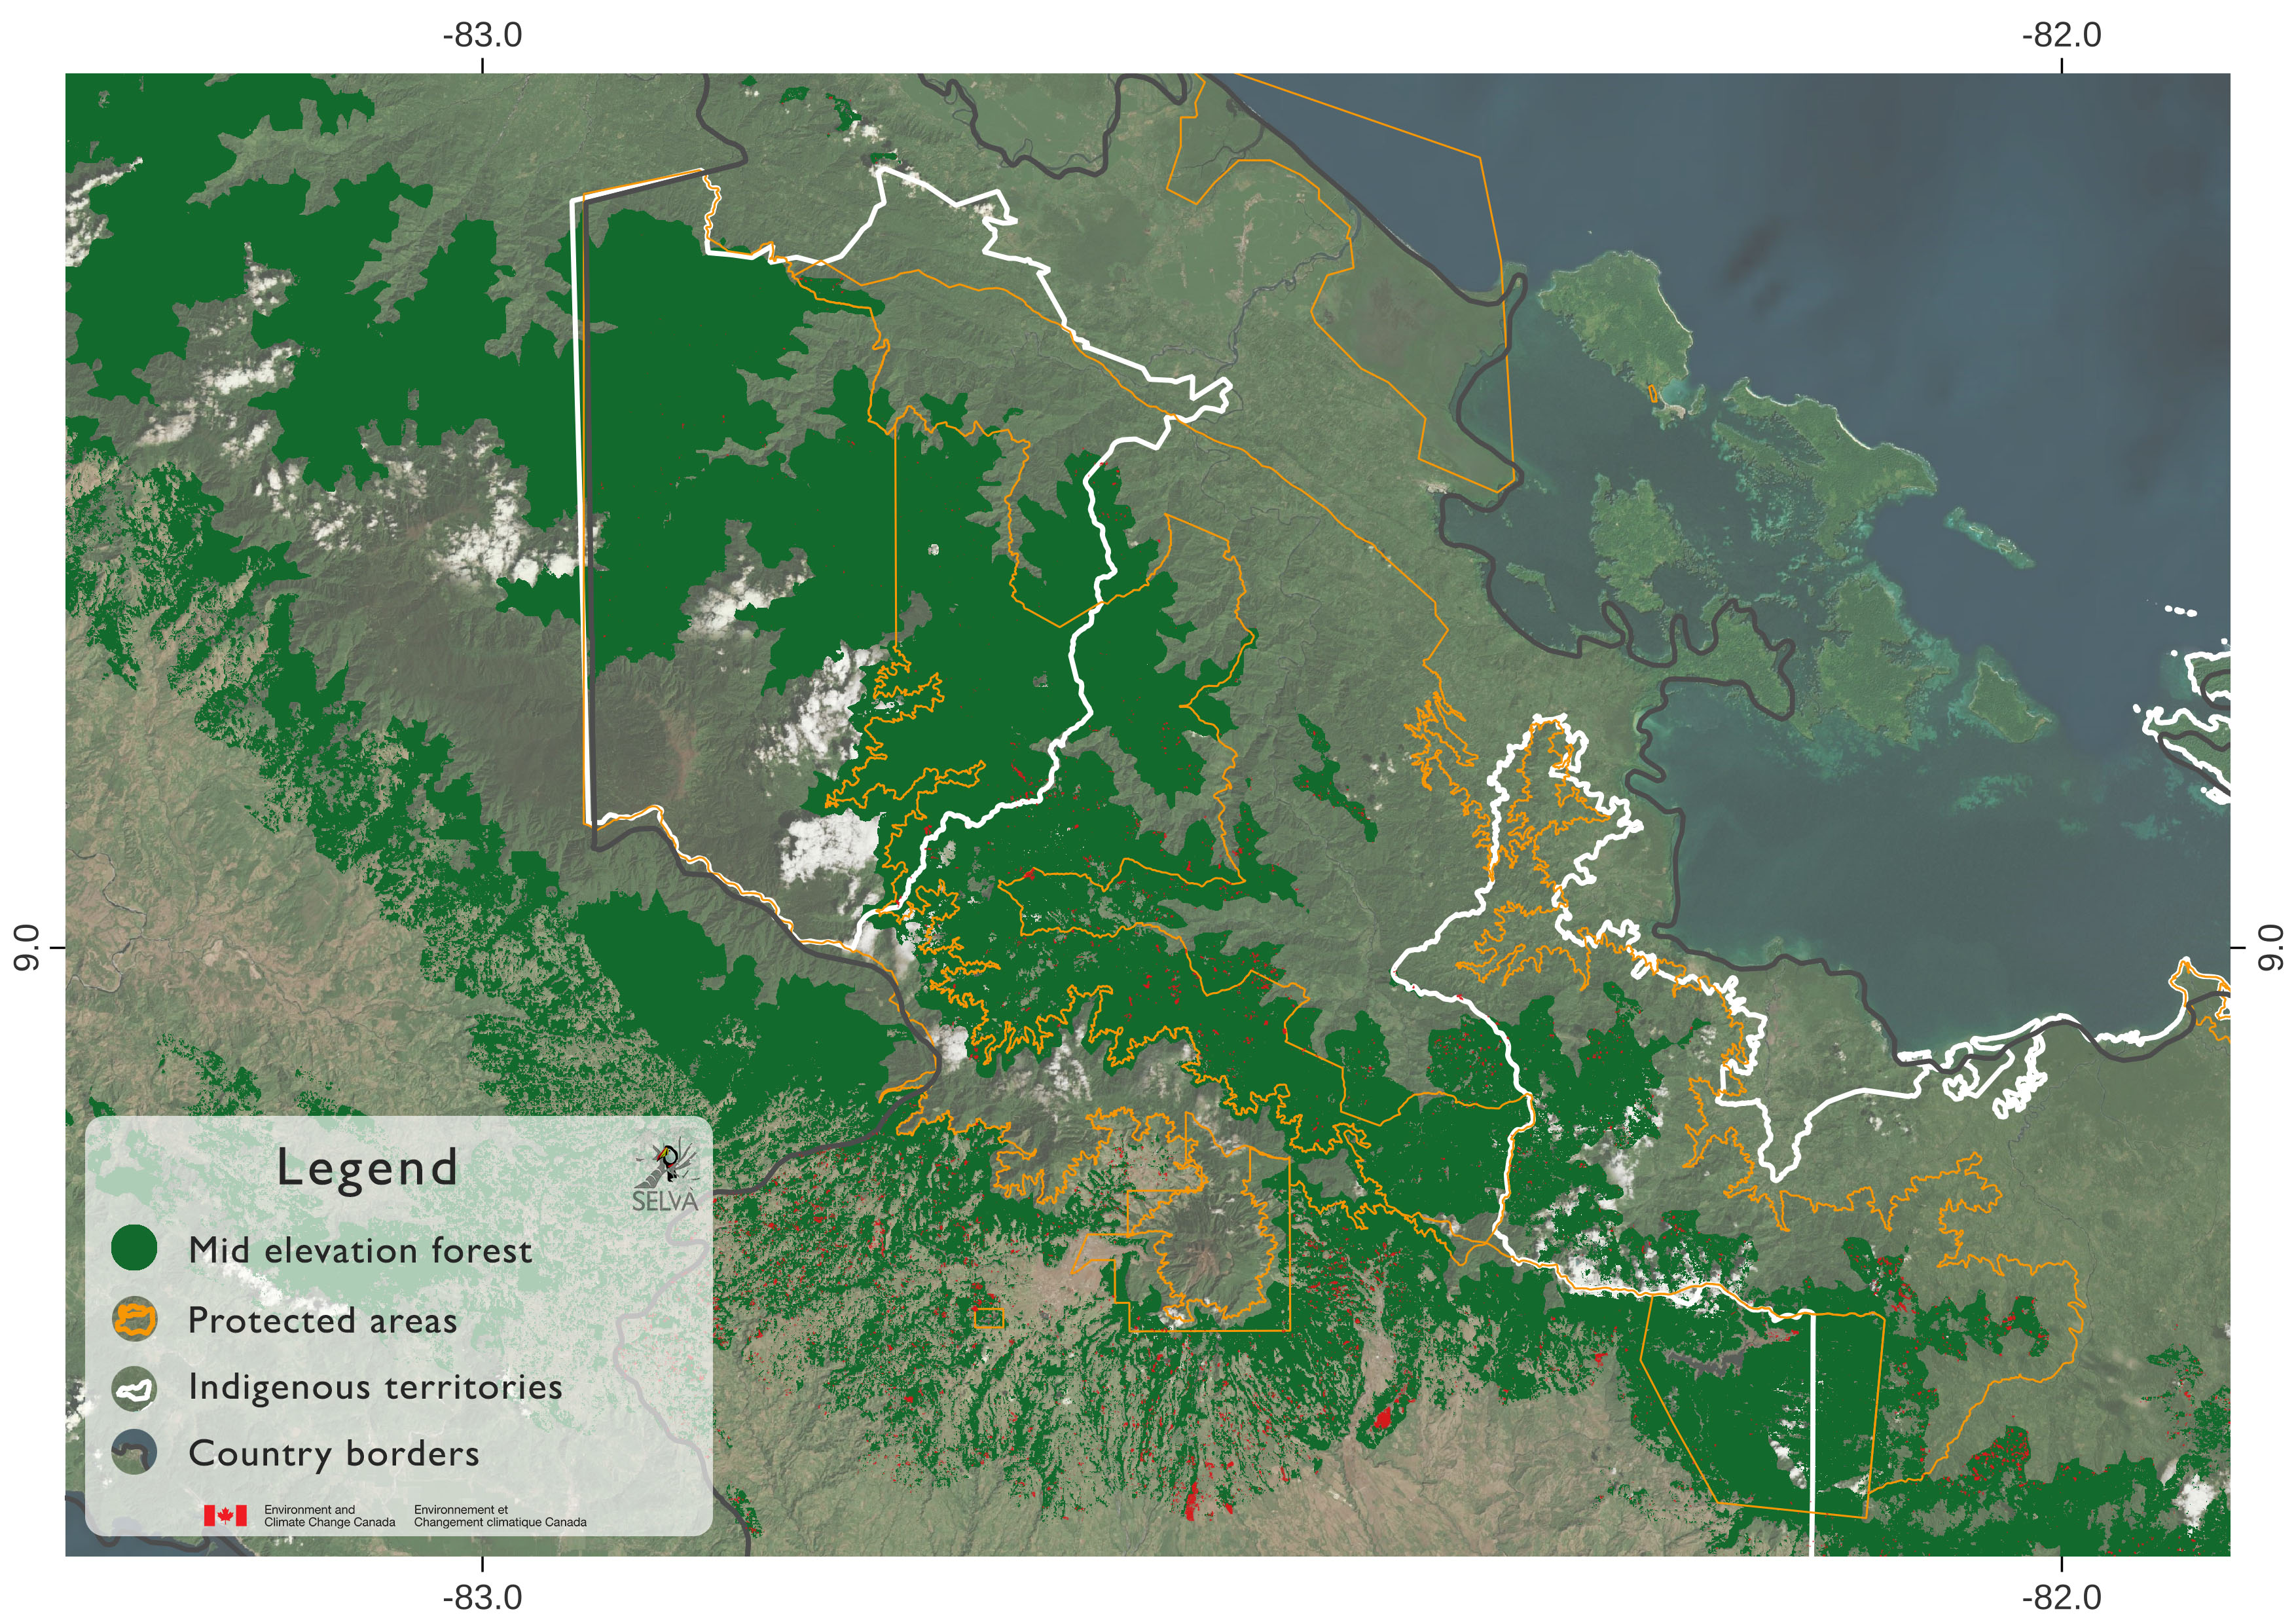 -83.0
-82.0
9.0
9.0
Legend
SELVA
Mid elevation forest
Protected areas
Indigenous territories
Country borders
Environment and
Climate Change Canada
Environnement et
Changement climatique Canada
-83.0
-82.0